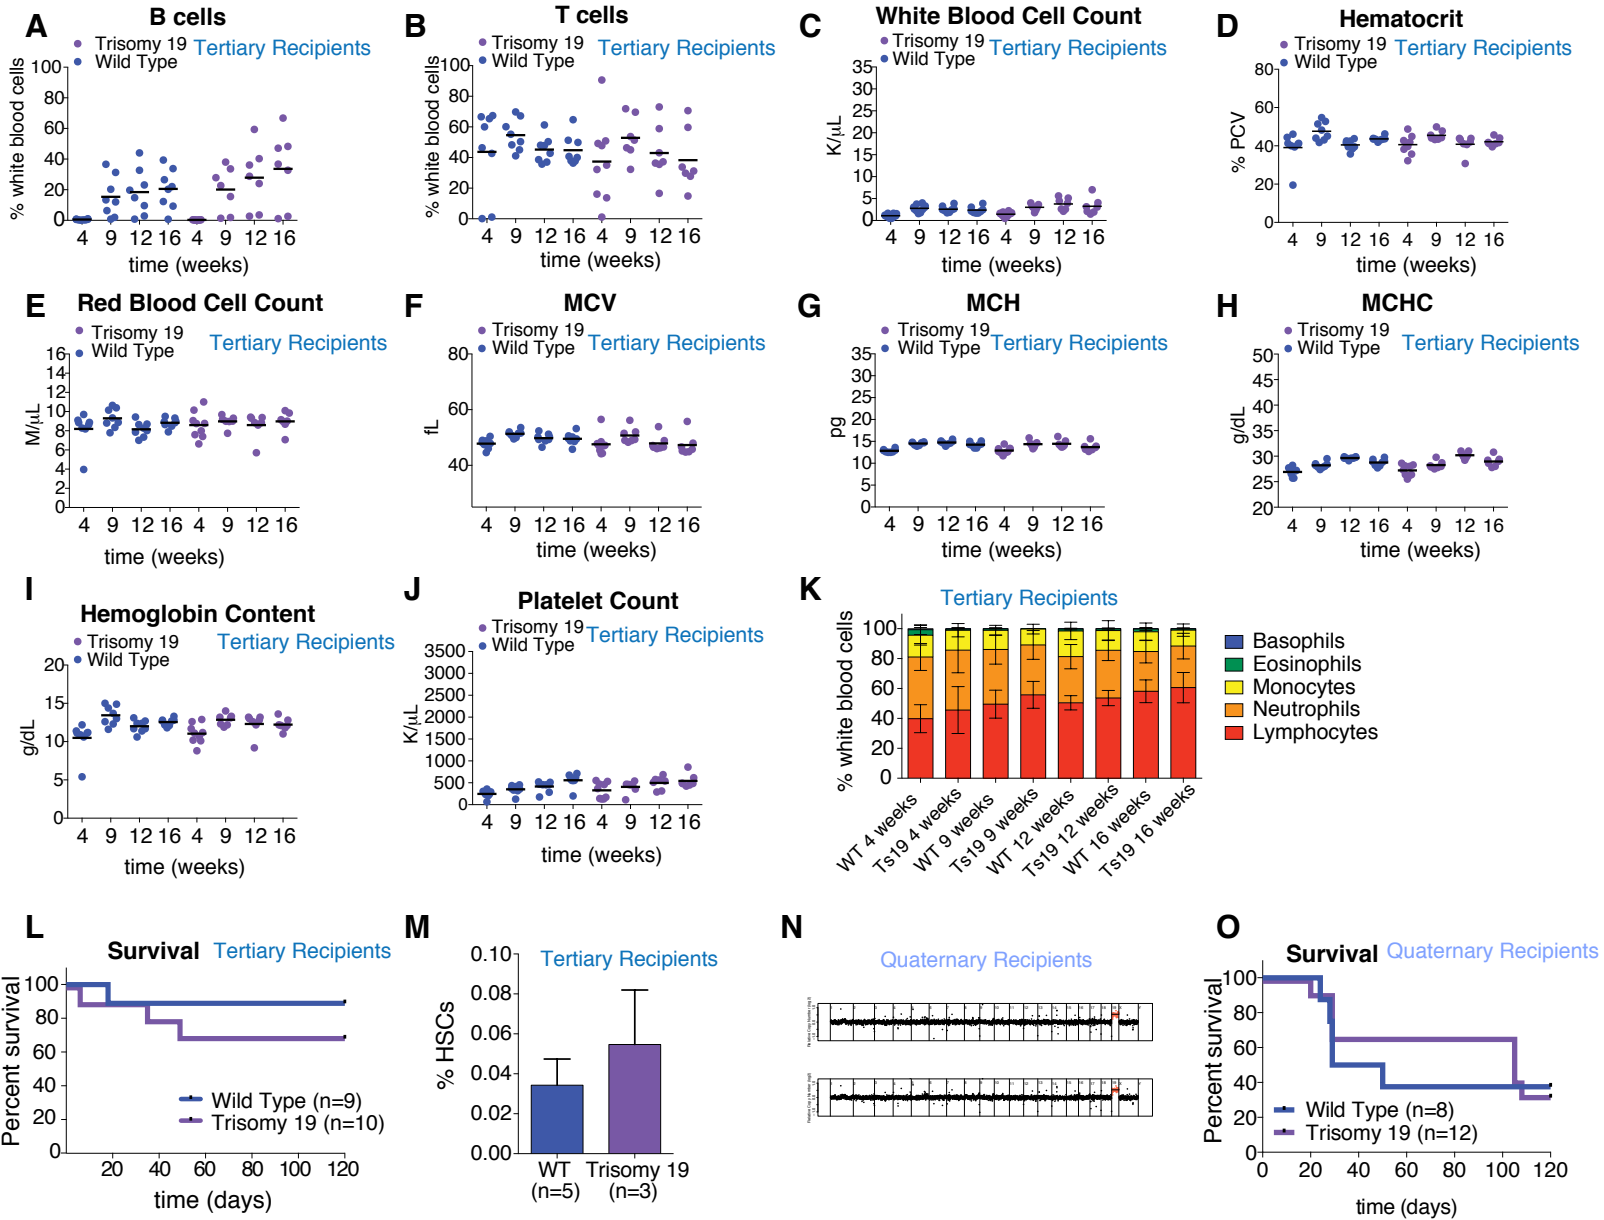 A
B cells
Trisomy 19
Wild Type
Tertiary Recipients
% white blood cells
100
80
60
40
20
0
4 9 12 16 4 9 12 16
time (weeks)
B
T cells
Trisomy 19
Wild Type
Tertiary Recipients
% white blood cells
100
80
60
40
20
0
4 9 12 16 4 9 12 16
time (weeks)
C
White Blood Cell Count
Trisomy 19
Wild Type
Tertiary Recipients
K/µL
35
30
25
20
15
10
5
0
4 9 12 16 4 9 12 16
time (weeks)
D
Hematocrit
Trisomy 19
Wild Type
Tertiary Recipients
% PCV
80
60
40
20
0
4 9 12 16 4 9 12 16
time (weeks)
E
Red Blood Cell Count
Trisomy 19
Wild Type
Tertiary Recipients
M/µL
16
14
12
10
8
6
4
2
0
4 9 12 16 4 9 12 16
time (weeks)
F
MCV
Trisomy 19
Wild Type
Tertiary Recipients
fL
80
60
40
4 9 12 16 4 9 12 16
time (weeks)
G
MCH
Trisomy 19
Wild Type
Tertiary Recipients
pg
35
30
25
20
15
10
5
0
4 9 12 16 4 9 12 16
time (weeks)
H
MCHC
Trisomy 19
Wild Type
Tertiary Recipients
g/dL
50
45
40
35
30
25
20
4 9 12 16 4 9 12 16
time (weeks)
I
Hemoglobin Content
Trisomy 19
Wild Type
Tertiary Recipients
g/dL
20
15
10
5
0
4 9 12 16 4 9 12 16
time (weeks)
J
Platelet Count
Trisomy 19
Wild Type
Tertiary Recipients
K/µL
3500
3000
2500
2000
1500
1000
500
0
4 9 12 16 4 9 12 16
time (weeks)
K
Tertiary Recipients
% white blood cells
100
80
60
40
20
0
WT 4 weeks
Ts19 4 weeks
WT 9 weeks
Ts19 9 weeks
WT 12 weeks
Ts19 12 weeks
WT 16 weeks
Ts19 16 weeks
Basophils
Eosinophils
Monocytes
Neutrophils
Lymphocytes
L
Survival
Tertiary Recipients
Percent survival
100
80
60
40
20
0
Wild Type (n=9)
Trisomy 19 (n=10)
20 40 60 80 100 120
time (days)
M
Tertiary Recipients
% HSCs
0.10
0.08
0.06
0.04
0.02
0.00
WT
(n=5)
Trisomy 19
(n=3)
N
Quaternary Recipients
O
Survival
Quaternary Recipients
Percent survival
100
80
60
40
20
0
Wild Type (n=8)
Trisomy 19 (n=12)
0 20 40 60 80 100 120
time (days)